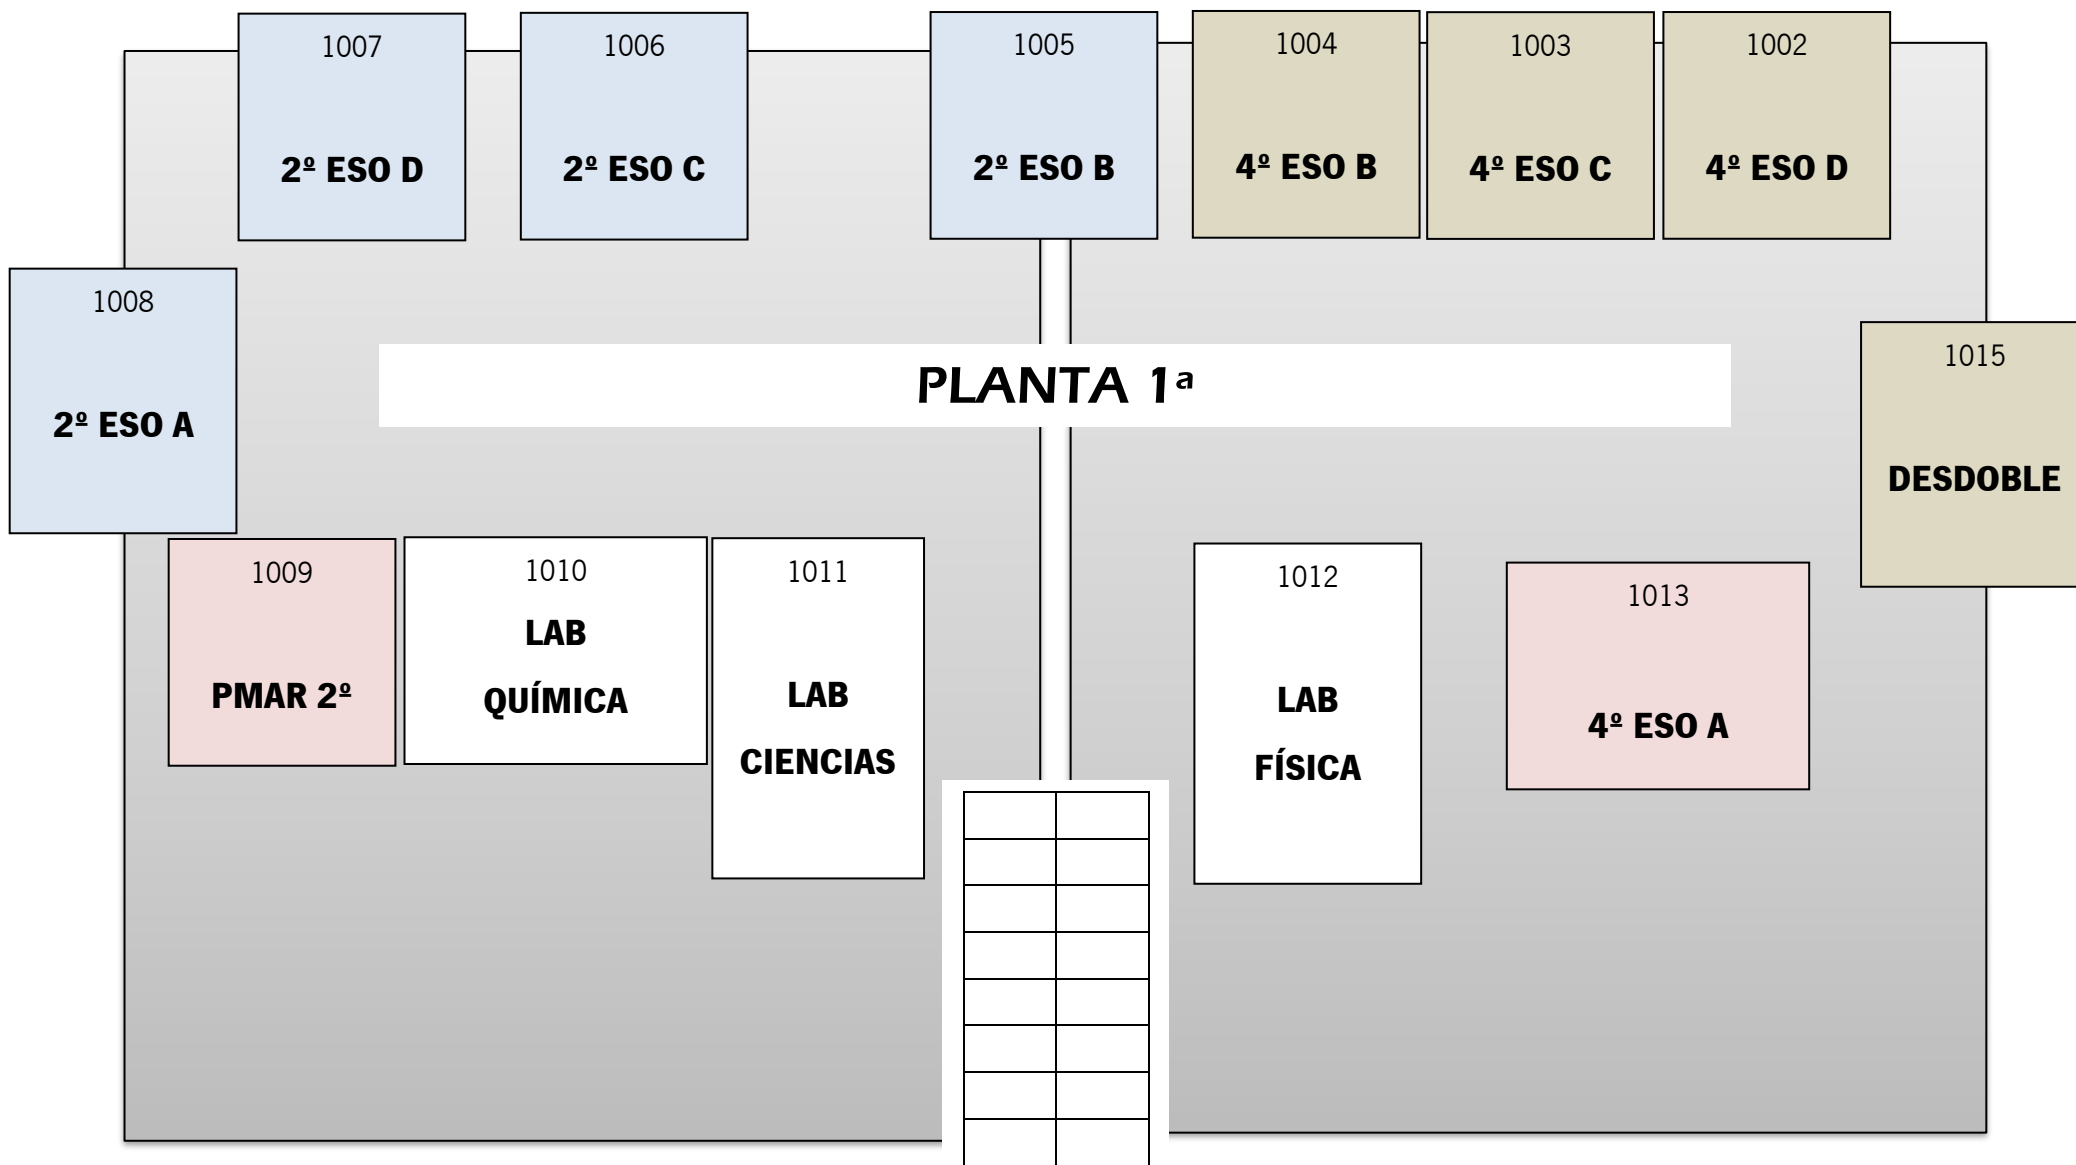 1007
2º ESO D
1006
2º ESO C
1005
2º ESO B
1004
4º ESO B
1003
4º ESO C
1002
4º ESO D
1008
2º ESO A
PLANTA 1ª
1015
DESDOBLE
1009
PMAR 2º
1010
LAB
QUÍMICA
1011
LAB
CIENCIAS
1012
LAB
FÍSICA
1013
4º ESO A